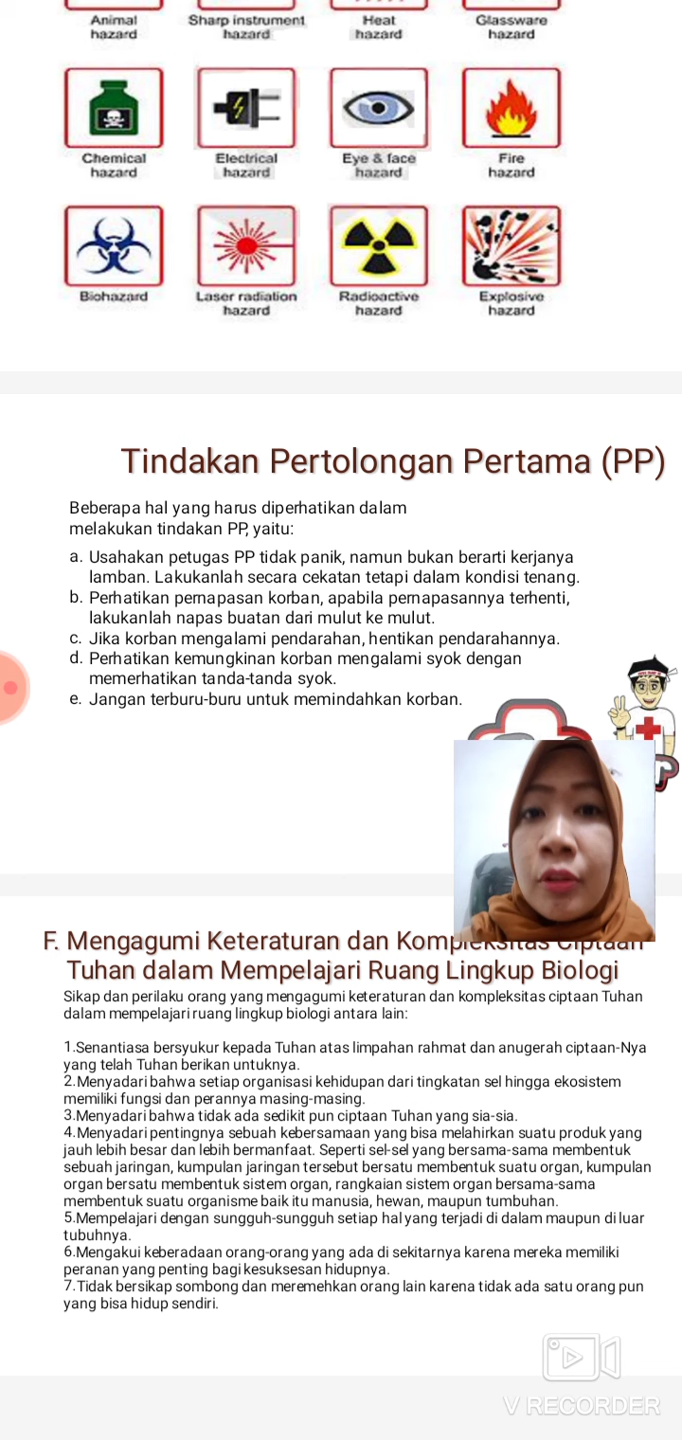 Animal hazard
Sharp instrument hazard
Heat hazard
Glassware hazard
Chemical hazard
Electrical hazard
Eye & face hazard
Fire hazard
Biohazard
Laser radiation hazard
Radioactive hazard
Explosive hazard
Tindakan Pertolongan Pertama (PP)
Beberapa hal yang harus diperhatikan dalam
melakukan tindakan PP, yaitu:
a. Usahakan petugas PP tidak panik, namun bukan berarti kerjanya
lamban. Lakukanlah secara cekatan tetapi dalam kondisi tenang.
b. Perhatikan pernapasan korban, apabila pernapasannya terhenti,
lakukanlah napas buatan dari mulut ke mulut.
c. Jika korban mengalami pendarahan, hentikan pendarahannya.
d. Perhatikan kemungkinan korban mengalami syok dengan
memerhatikan tanda-tanda syok.
e. Jangan terburu-buru untuk memindahkan korban.
F. Mengagumi Keteraturan dan Kompleksitas Ciptaan
Tuhan dalam Mempelajari Ruang Lingkup Biologi
Sikap dan perilaku orang yang mengagumi keteraturan dan kompleksitas ciptaan Tuhan
dalam mempelajari ruang lingkup biologi antara lain:
1.Senantiasa bersyukur kepada Tuhan atas limpahan rahmat dan anugerah ciptaan-Nya
yang telah Tuhan berikan untuknya.
2.Menyadari bahwa setiap organisasi kehidupan dari tingkatan sel hingga ekosistem
memiliki fungsi dan perannya masing-masing.
3.Menyadari bahwa tidak ada sedikit pun ciptaan Tuhan yang sia-sia.
4.Menyadari pentingnya sebuah kebersamaan yang bisa melahirkan suatu produk yang
jauh lebih besar dan lebih bermanfaat. Seperti sel-sel yang bersama-sama membentuk
sebuah jaringan, kumpulan jaringan tersebut bersatu membentuk suatu organ, kumpulan
organ bersatu membentuk sistem organ, rangkaian sistem organ bersama-sama
membentuk suatu organisme baik itu manusia, hewan, maupun tumbuhan.
5.Mempelajari dengan sungguh-sungguh setiap hal yang terjadi di dalam maupun di luar
tubuhnya.
6.Mengakui keberadaan orang-orang yang ada di sekitarnya karena mereka memiliki
peranan yang penting bagi kesuksesan hidupnya.
7.Tidak bersikap sombong dan meremehkan orang lain karena tidak ada satu orang pun
yang bisa hidup sendiri.
V RECORDER